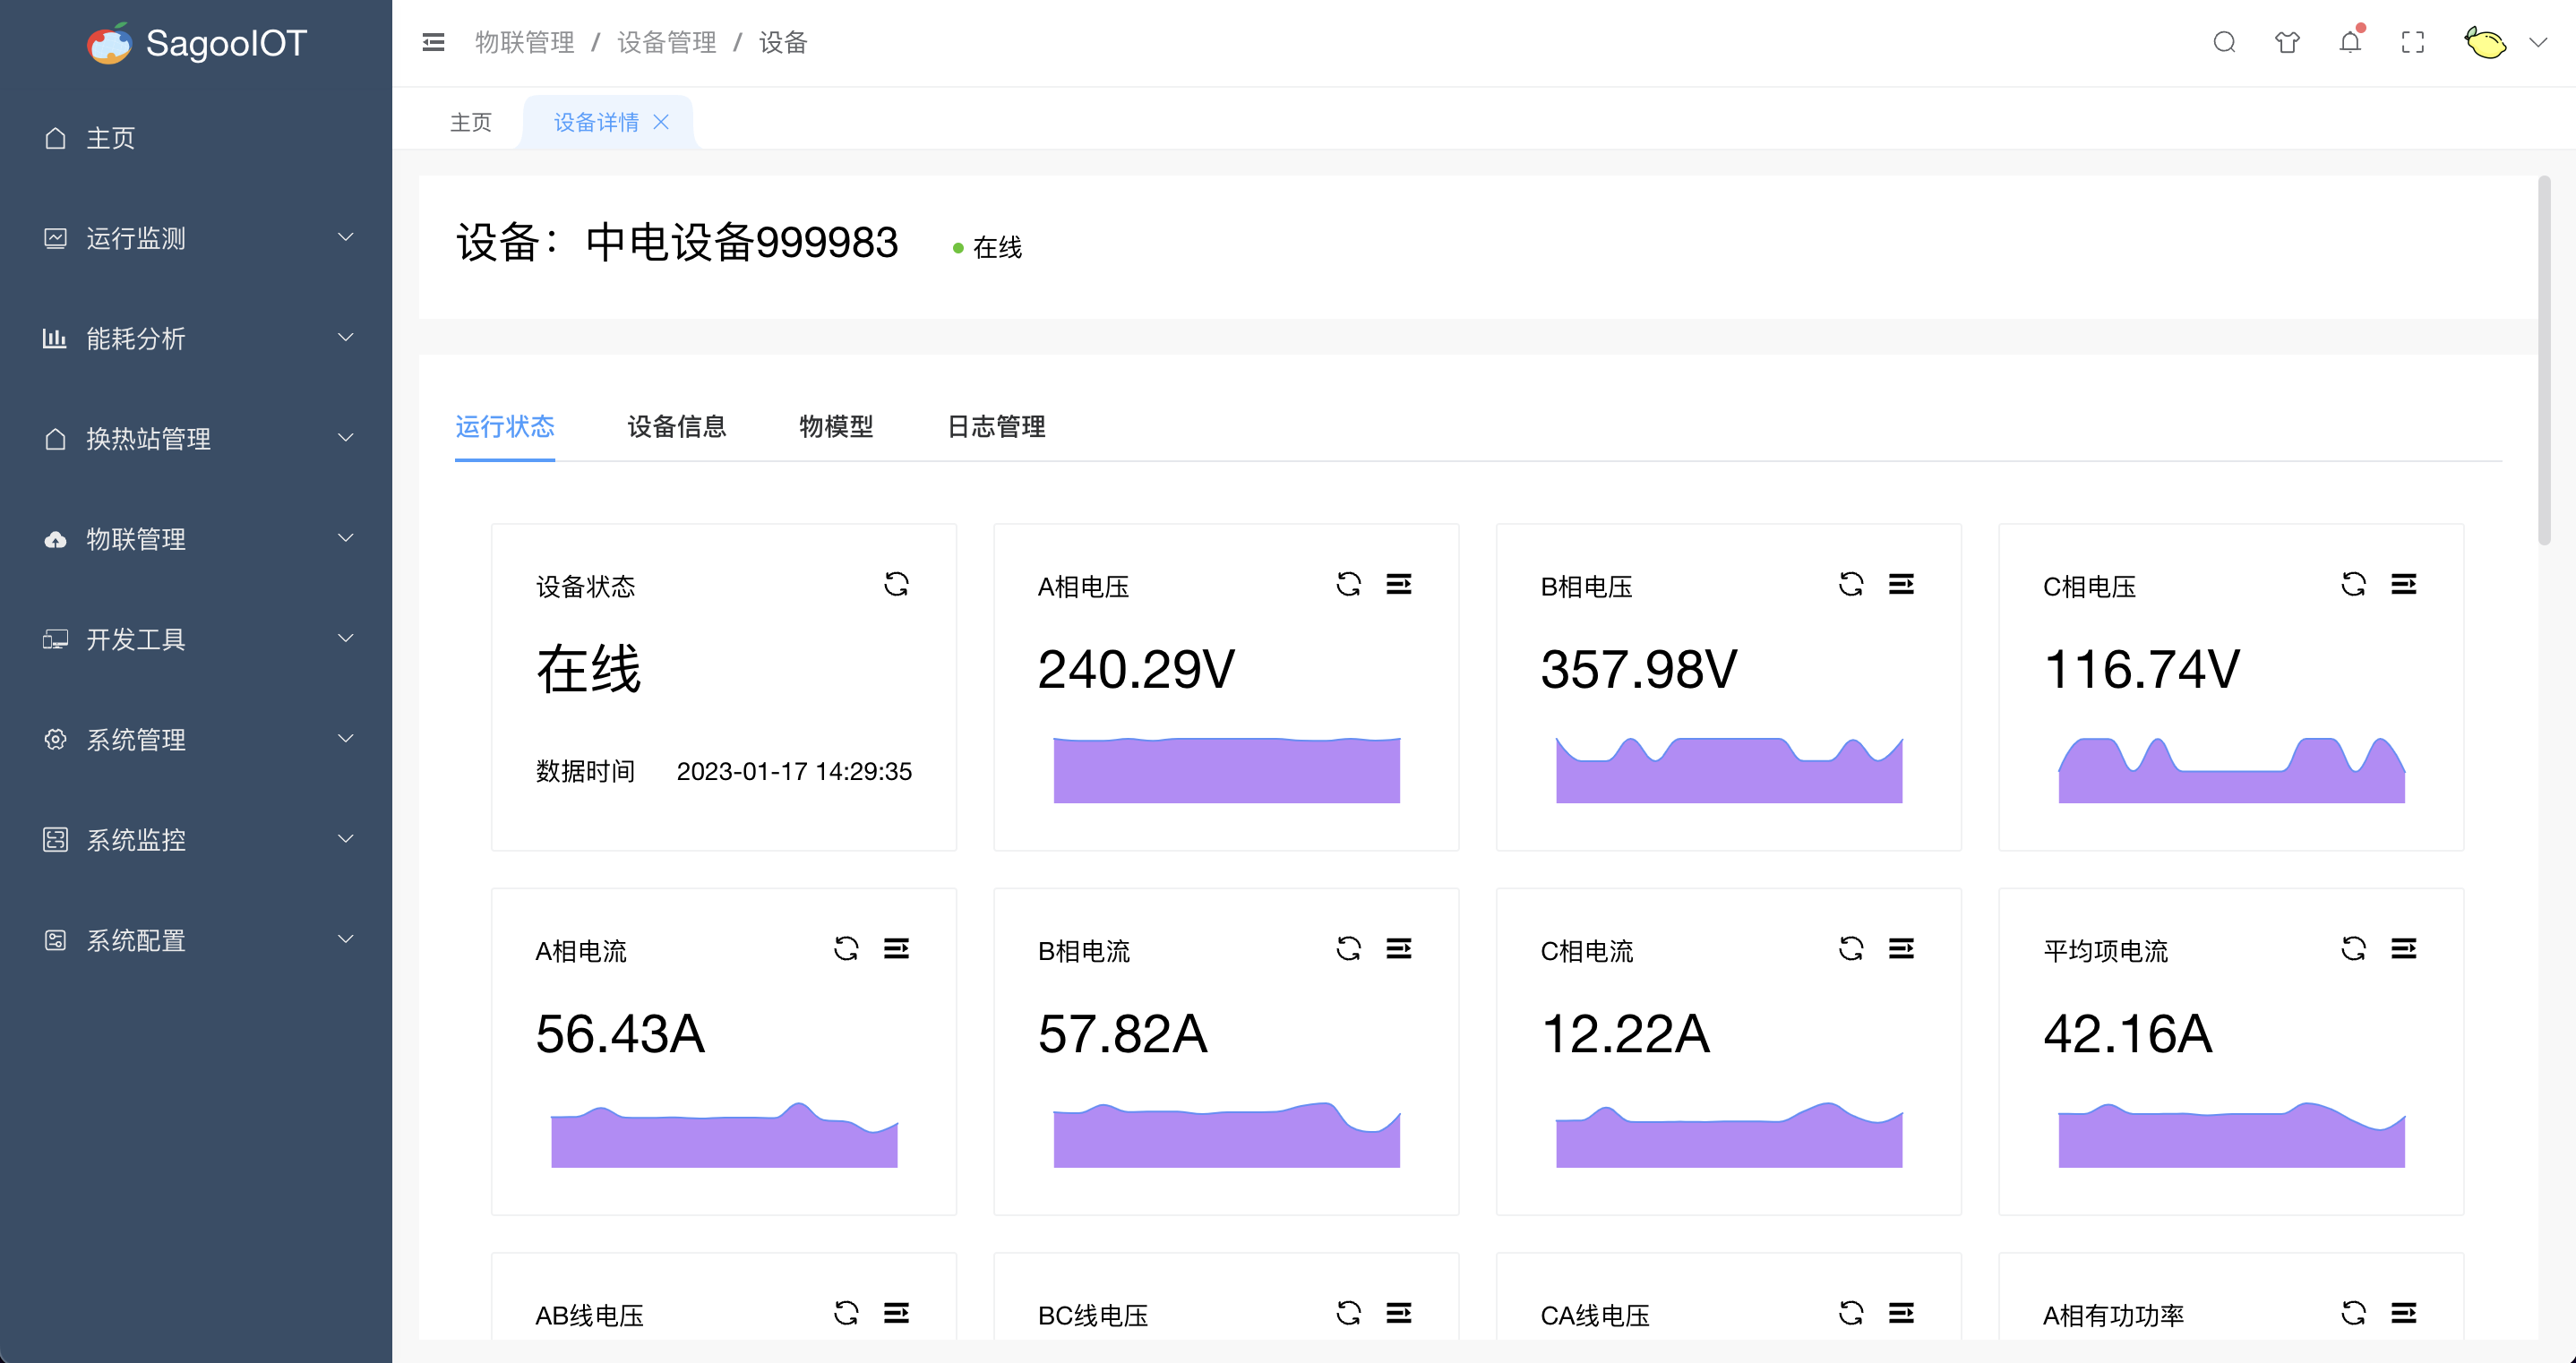 SagooIOT
主页
运行监测
能耗分析
换热站管理
物联管理
开发工具
系统管理
系统监控
系统配置
物联管理 / 设备管理 / 设备
主页 设备详情
设备：中电设备999983 在线
运行状态 设备信息 物模型 日志管理
设备状态
在线
数据时间 2023-01-17 14:29:35
A相电压
240.29V
B相电压
357.98V
C相电压
116.74V
A相电流
56.43A
B相电流
57.82A
C相电流
12.22A
平均项电流
42.16A
AB线电压
BC线电压
CA线电压
A相有功功率